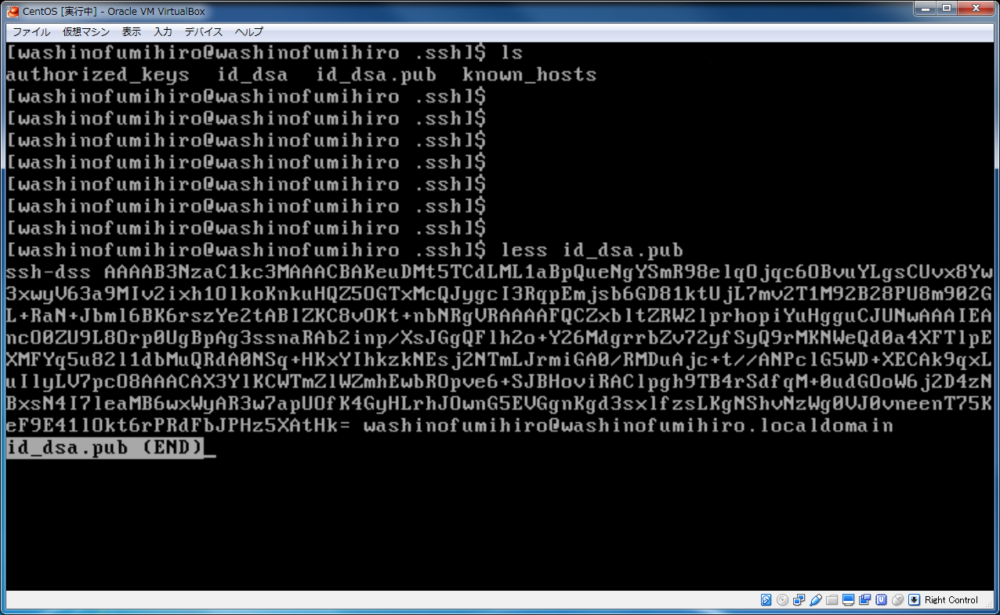 CentOS [実行中] - Oracle VM VirtualBox
ファイル 仮想マシン 表示 入力 デバイス ヘルプ
[washinofumihiro@washinofumihiro .ssh]$ ls
authorized_keys id_dsa id_dsa.pub known_hosts
[washinofumihiro@washinofumihiro .ssh]$
[washinofumihiro@washinofumihiro .ssh]$
[washinofumihiro@washinofumihiro .ssh]$
[washinofumihiro@washinofumihiro .ssh]$
[washinofumihiro@washinofumihiro .ssh]$
[washinofumihiro@washinofumihiro .ssh]$
[washinofumihiro@washinofumihiro .ssh]$
[washinofumihiro@washinofumihiro .ssh]$ less id_dsa.pub
ssh-dss AAAAB3NzaC1kc3MAAACBAKeuDMt5TCdLML1aBpQueNgYSmR98elqOjqc6OBvuYLgsCUvx8Yw
3xwyV63a9MIv2ixh1OlkoKnkuHQZ5OGTxMcQJygcI3RqpEmjsb6GD81ktUjL7mv2T1M92B28PU8m902G
L+RaN+Jbml6BK6rszYe2tABlZKC8vOKt+nbNRgVRAAAAFQCZxbltZRW2lprhopiYuHgguCJUNwAAAIEA
ncO0ZU9L8Orp0UgBpAg3ssnaRAb2inp/XsJGgQFlh2o+Y26MdgrrbZv72yfSyQ9rMKNWeQd0a4XFTlpE
XMFYq5u82l1dbMuQRdA0NSq+HKxYIhkzkNEsj2NTmLJrmiGA0/RMDuAjc+t//ANPclG5WD+XECAk9qxL
uIlyLV7pcO8AAACAX3YlKCWTmZlWZmhEwbROpve6+SJBHoviRAClpgh9TB4rSdfqM+0udGOoW6j2D4zN
BxsN4I7leaMB6wxWyAR3w7apUOfK4GyHLrhJOwnG5EVGgnKgd3sxlfzsLKgNShvNzWg0VJ0vneenT75K
eF9E41lOkt6rPRdFbJPHz5XAtHk= washinofumihiro@washinofumihiro.localdomain
id_dsa.pub (END)
Right Control